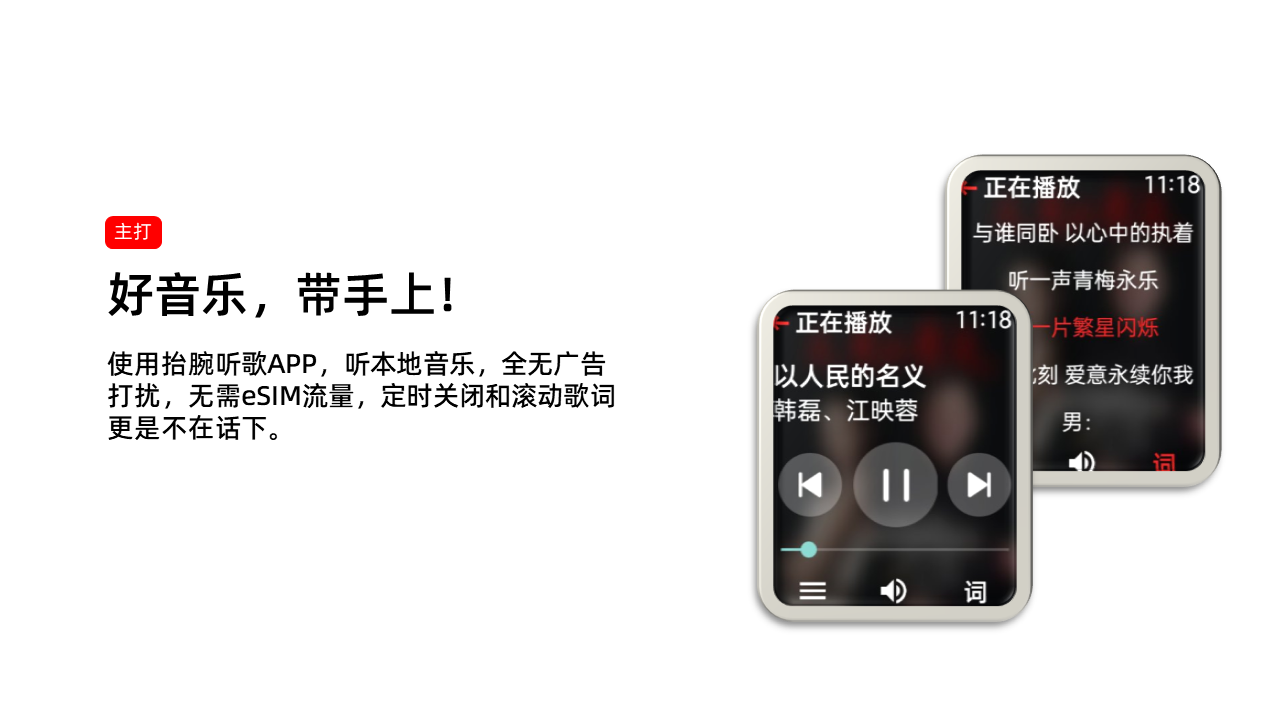 主打
好音乐，带手上！
使用抬腕听歌APP，听本地音乐，全无广告
打扰，无需eSIM流量，定时关闭和滚动歌词
更是不在话下。
正在播放 11:18
与谁同卧 以心中的执着
听一声青梅永乐
一片繁星闪烁
刻 爱意永续你我
男：
词
正在播放 11:18
以人民的名义
韩磊、江映蓉
词